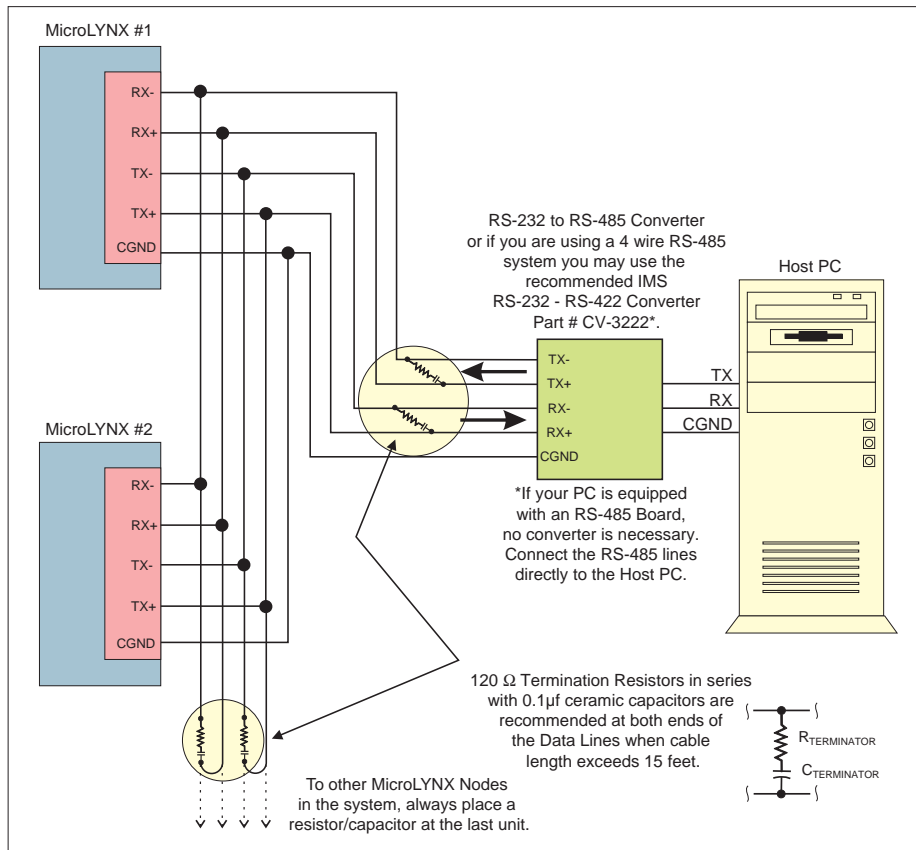 MicroLYNX #1
RX-
RX+
TX-
TX+
CGND
RS-232 to RS-485 Converter
or if you are using a 4 wire RS-485
system you may use the
recommended IMS
RS-232 - RS-422 Converter
Part # CV-3222*.
Host PC
TX-
TX+
RX-
RX+
CGND
TX
RX
CGND
*If your PC is equipped
with an RS-485 Board,
no converter is necessary.
Connect the RS-485 lines
directly to the Host PC.
MicroLYNX #2
RX-
RX+
TX-
TX+
CGND
120 Ω Termination Resistors in series
with 0.1µf ceramic capacitors are
recommended at both ends of
the Data Lines when cable
length exceeds 15 feet.
RTERMINATOR
CTERMINATOR
To other MicroLYNX Nodes
in the system, always place a
resistor/capacitor at the last unit.